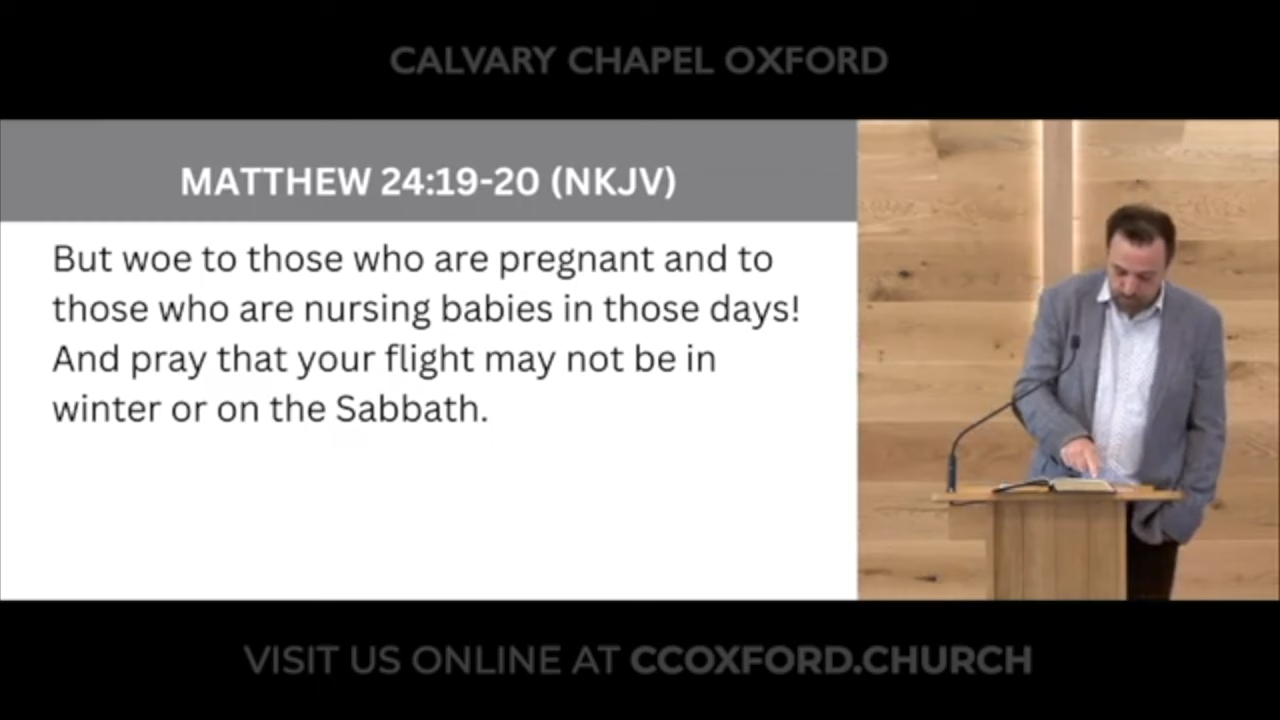 CALVARY CHAPEL OXFORD
MATTHEW 24:19-20 (NKJV)
But woe to those who are pregnant and to
those who are nursing babies in those days!
And pray that your flight may not be in
winter or on the Sabbath.
VISIT US ONLINE AT CCOXFORD.CHURCH